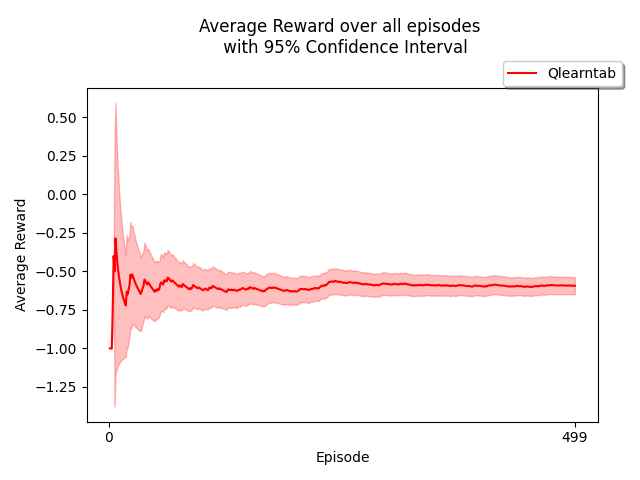 Average Reward over all episodes
with 95% Confidence Interval
Qlearntab
0.50
0.25
0.00
−0.25
−0.50
−0.75
−1.00
−1.25
Average Reward
0
499
Episode